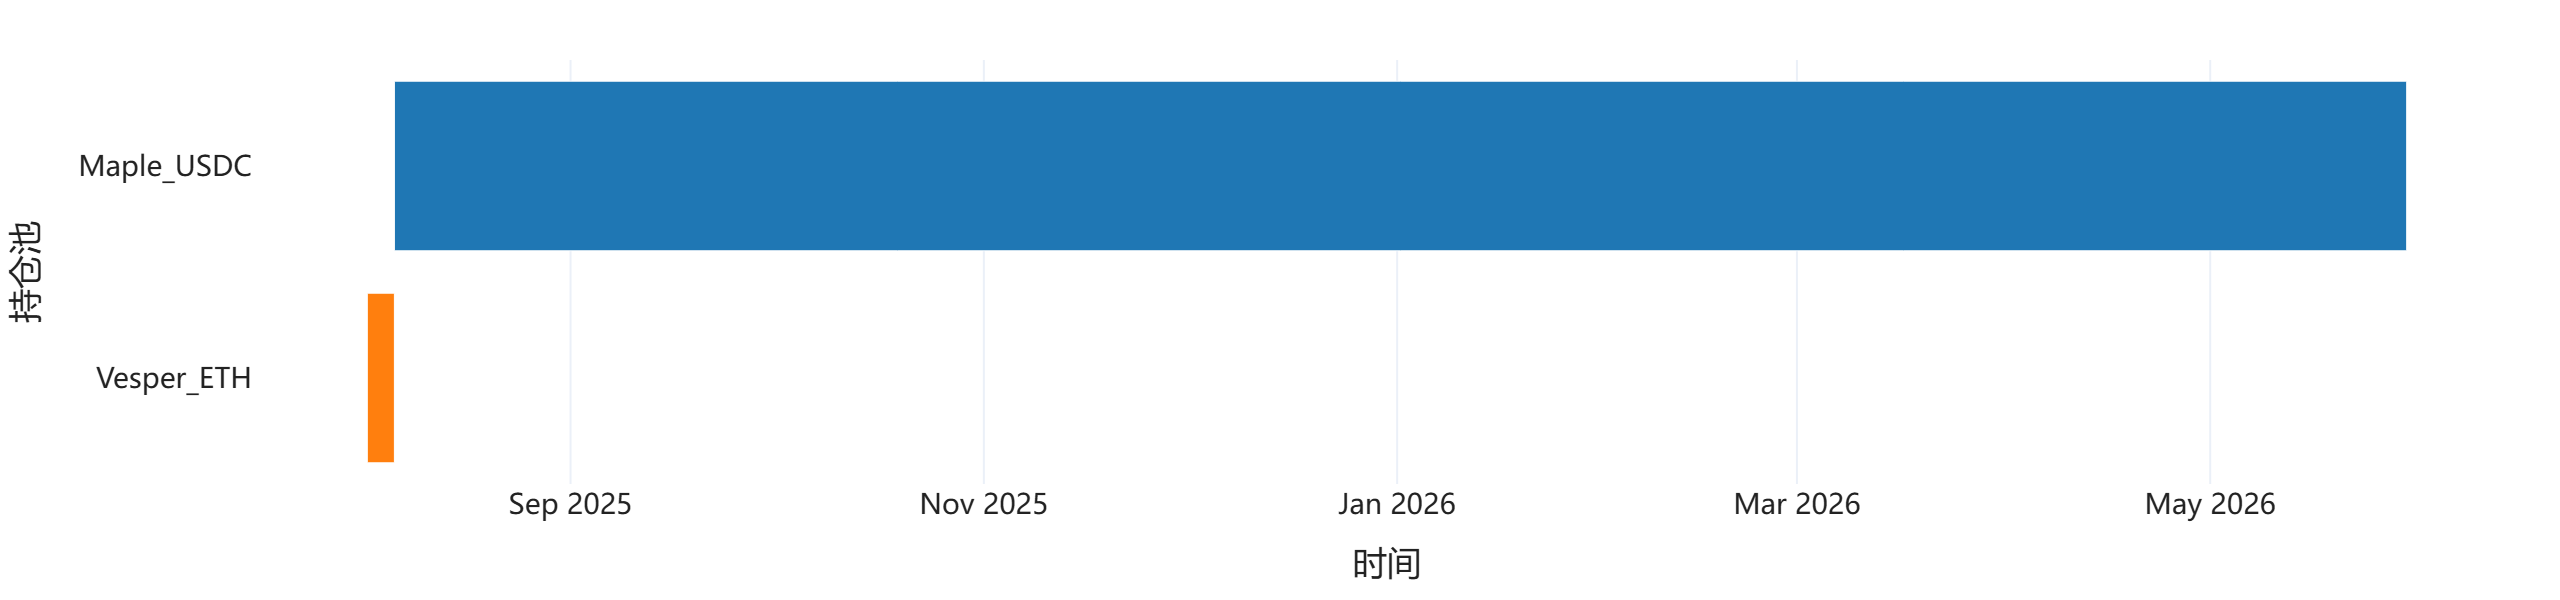 持仓池
Maple_USDC
Vesper_ETH
Sep 2025
Nov 2025
Jan 2026
Mar 2026
May 2026
时间